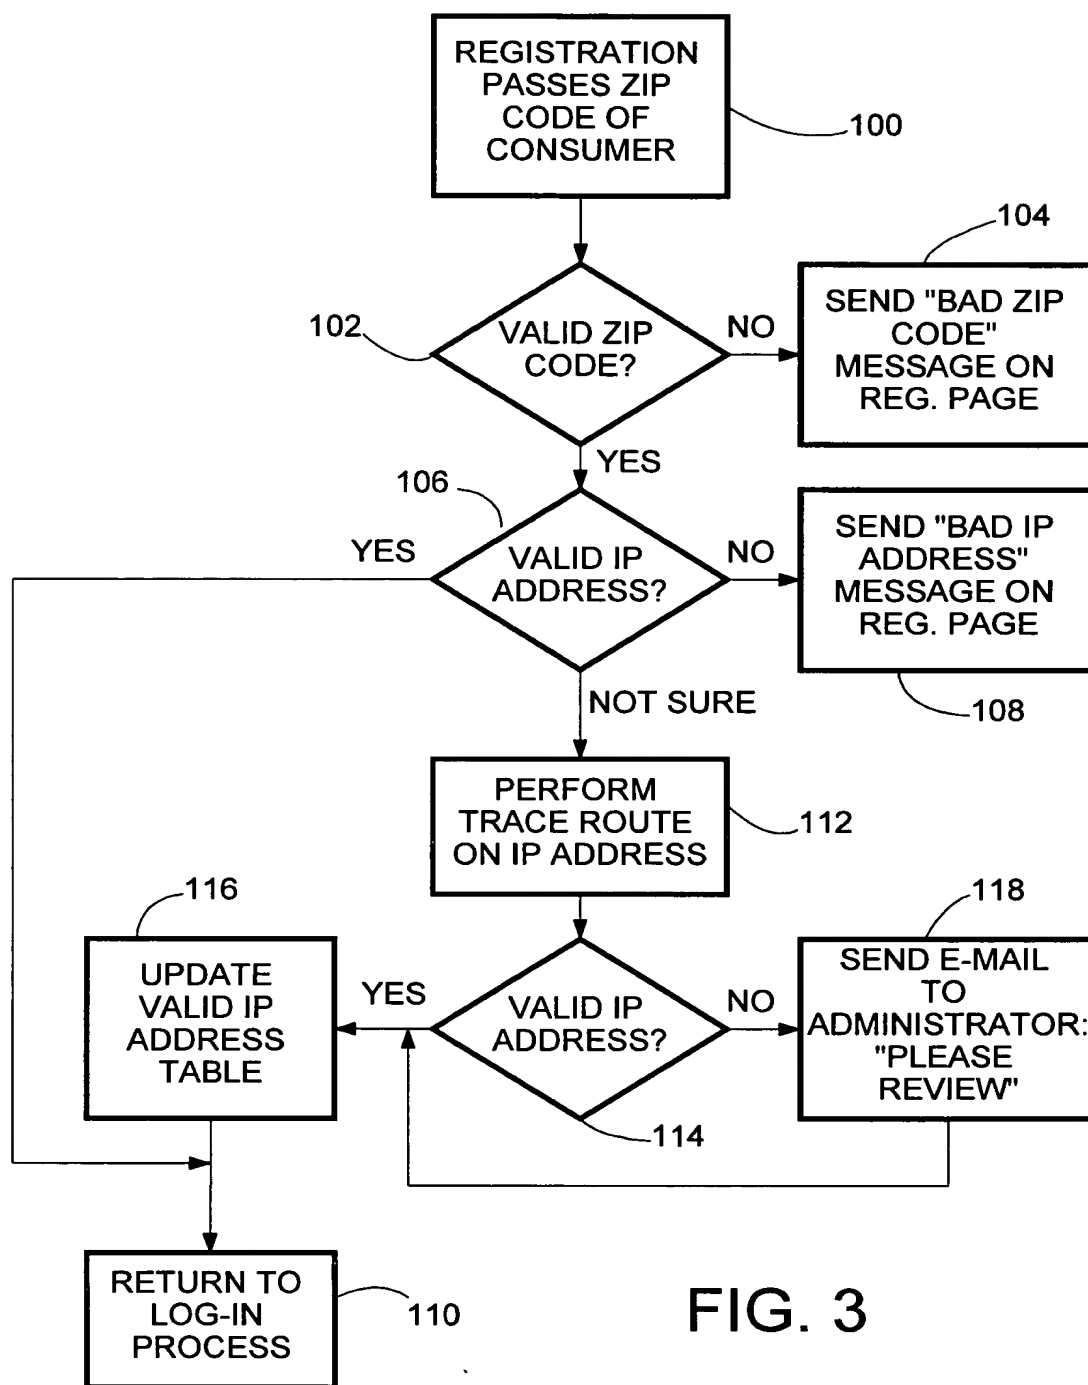 REGISTRATION
PASSES ZIP
CODE OF
CONSUMER
100
104
102
VALID ZIP
CODE?
NO
SEND "BAD ZIP
CODE"
MESSAGE ON
REG. PAGE
YES
106
YES
VALID IP
ADDRESS?
NO
SEND "BAD IP
ADDRESS"
MESSAGE ON
REG. PAGE
108
NOT SURE
PERFORM
TRACE ROUTE
ON IP ADDRESS
112
116
118
UPDATE
VALID IP
ADDRESS
TABLE
YES
VALID IP
ADDRESS?
NO
SEND E-MAIL
TO
ADMINISTRATOR:
"PLEASE
REVIEW"
114
RETURN TO
LOG-IN
PROCESS
110
FIG. 3